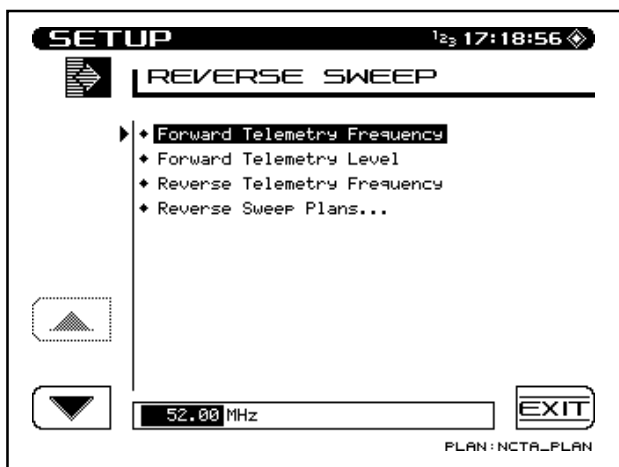 SETUP 123 17:18:56
REVERSE SWEEP
Forward Telemetry Frequency
Forward Telemetry Level
Reverse Telemetry Frequency
Reverse Sweep Plans...
52.00 MHz
EXIT
PLAN:NCTA_PLAN